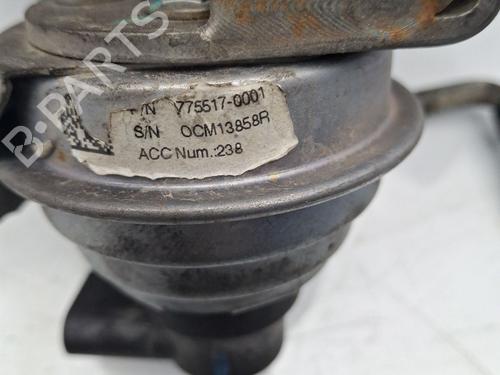 P/N 775517-0001
S/N OCM13858R
ACC Num.:238
B-PARTS